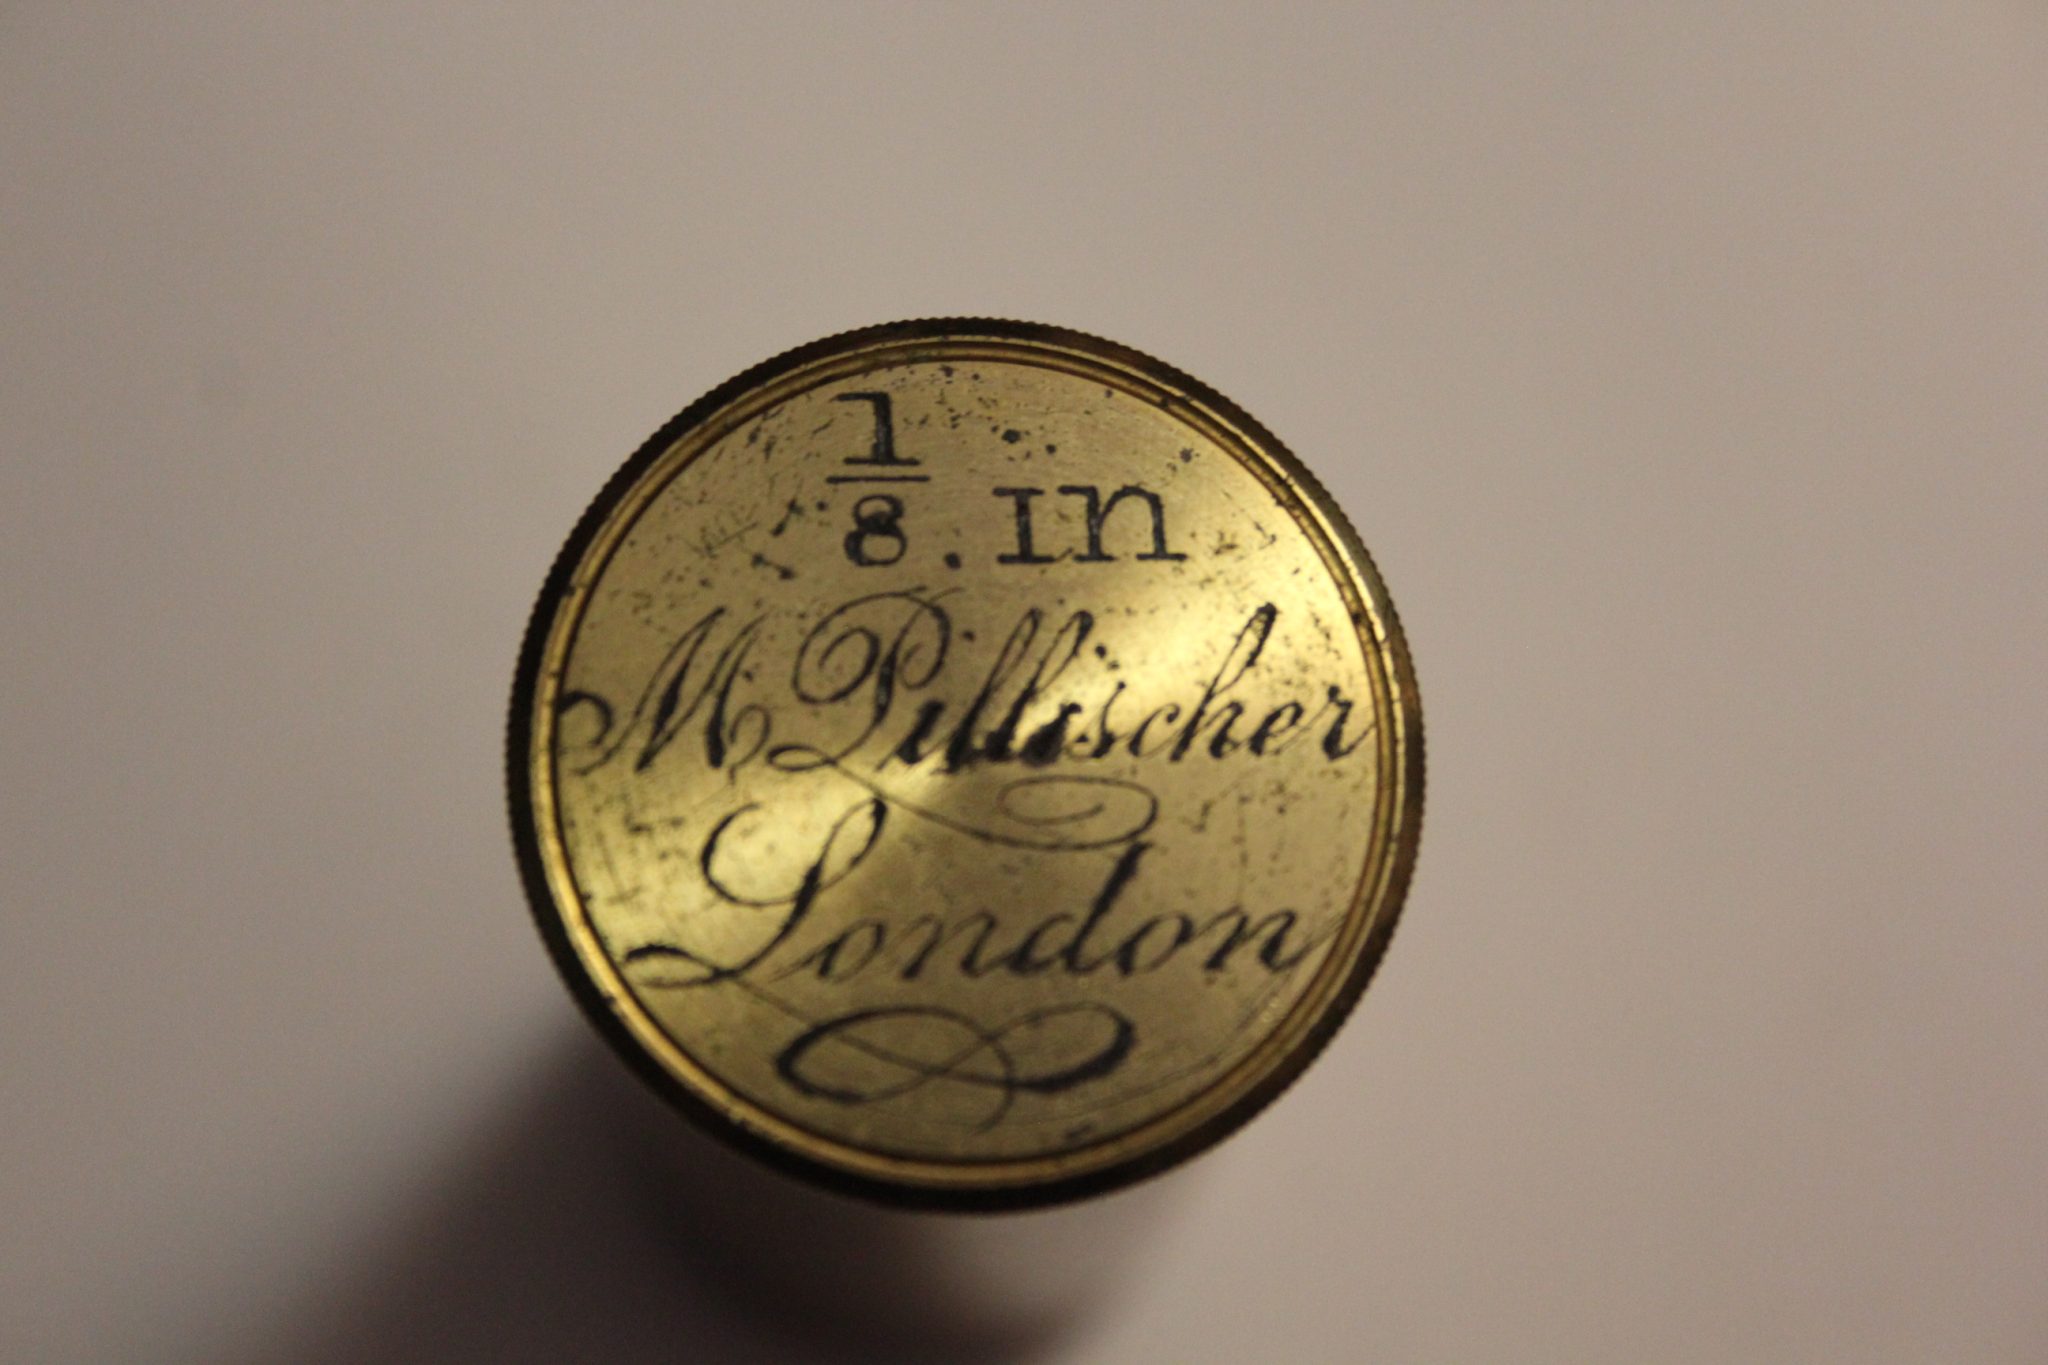 1/8 . in
M Pillischer
London